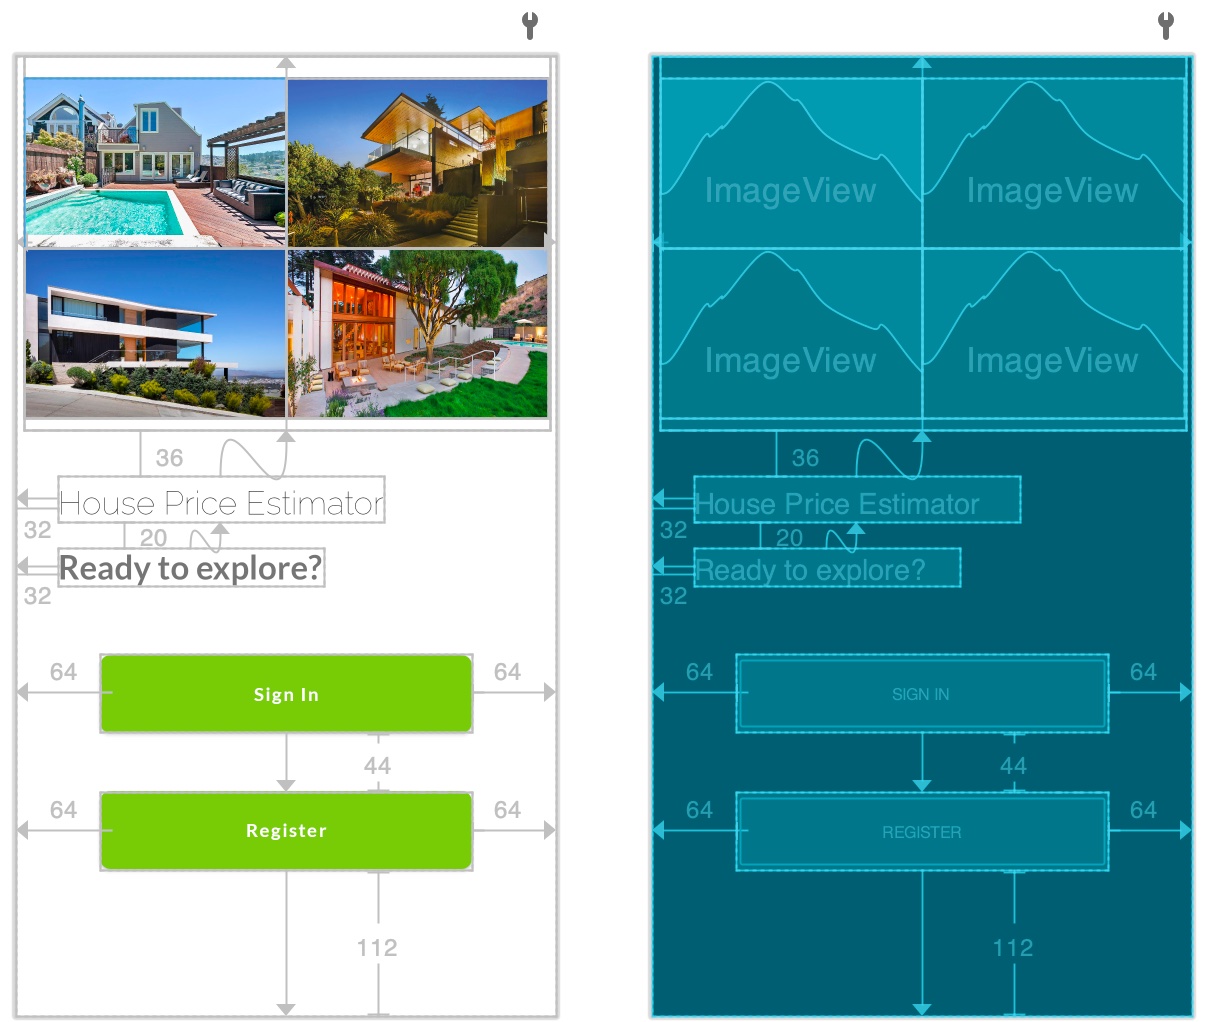 36
House Price Estimator
32
20
Ready to explore?
32
64
Sign In
64
44
64
Register
64
112
ImageView
ImageView
ImageView
ImageView
36
House Price Estimator
32
20
Ready to explore?
32
64
SIGN IN
64
44
64
REGISTER
64
112